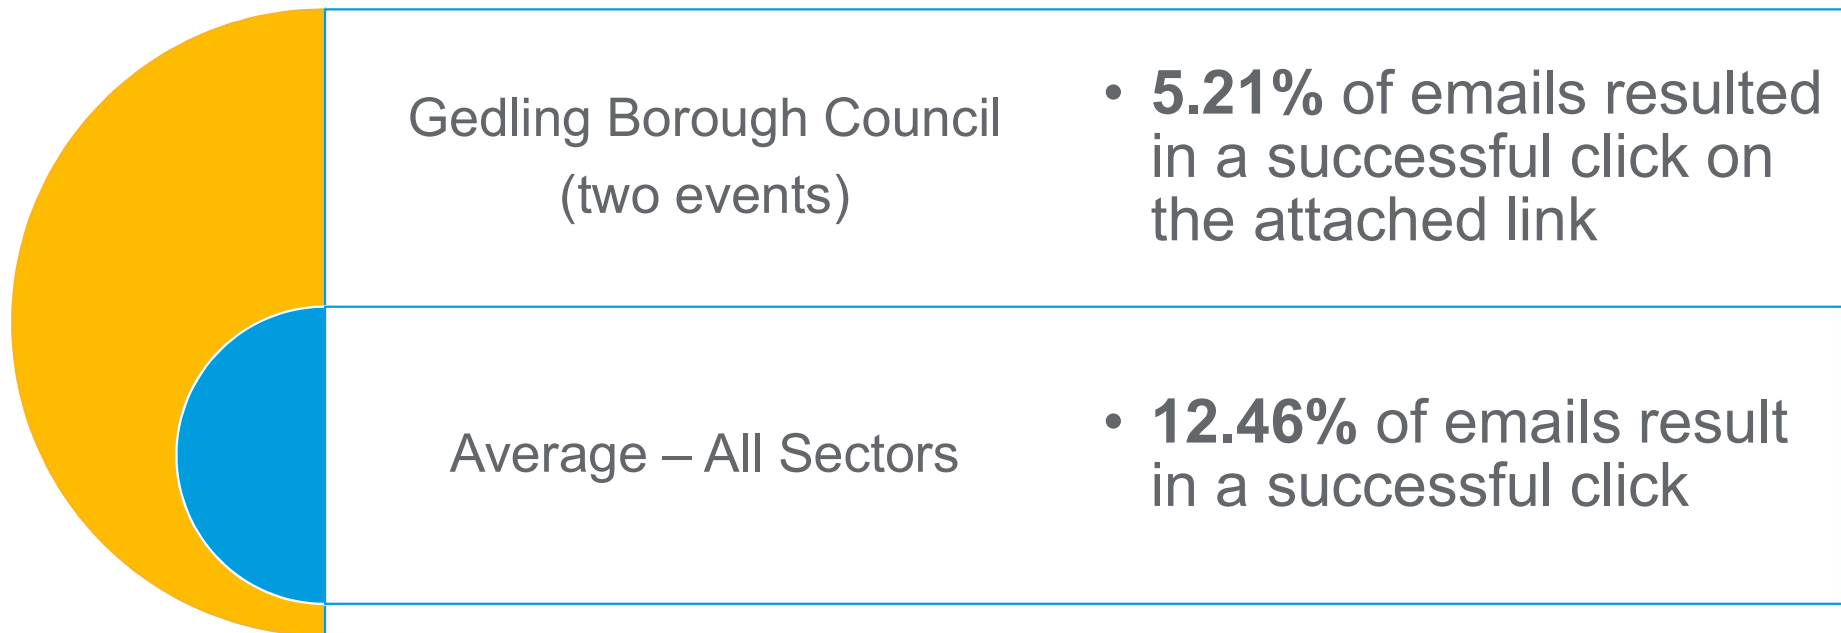 Gedling Borough Council
(two events)
• 5.21% of emails resulted
in a successful click on
the attached link
Average – All Sectors
• 12.46% of emails result
in a successful click